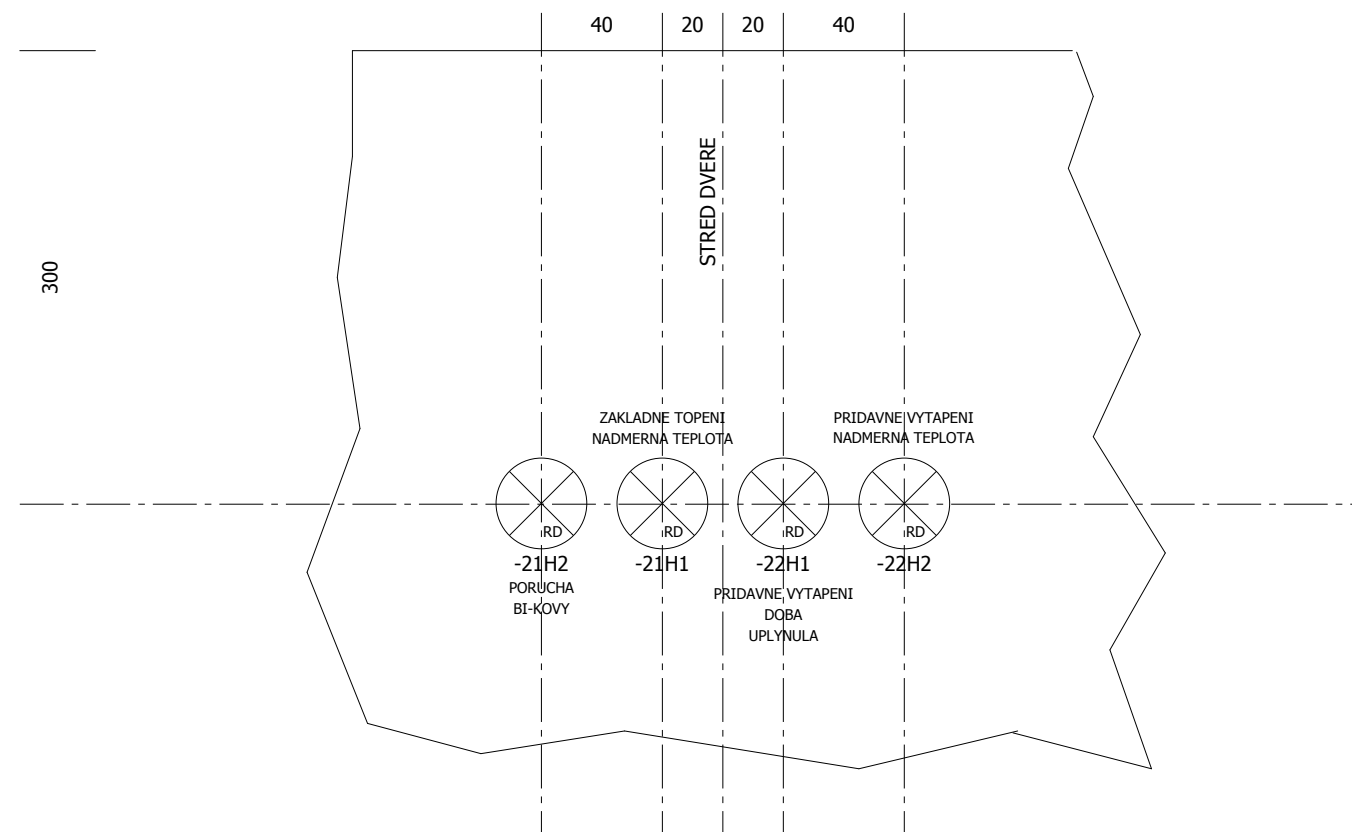 40
20
20
40
300
STRED DVERE
ZAKLADNE TOPENI
NADMERNA TEPLOTA
PRIDAVNE VYTAPENI
NADMERNA TEPLOTA
RD
RD
RD
RD
-21H2
-21H1
-22H1
-22H2
PORUCHA
BI-KOVY
PRIDAVNE VYTAPENI
DOBA
UPLYNULA